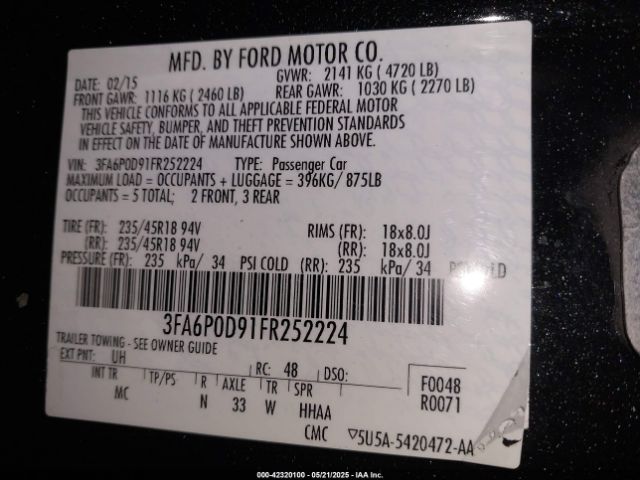 MFD. BY FORD MOTOR CO.
DATE: 02/15 GVWR: 2141 KG ( 4720 LB)
FRONT GAWR: 1116 KG ( 2460 LB) REAR GAWR: 1030 KG ( 2270 LB)
THIS VEHICLE CONFORMS TO ALL APPLICABLE FEDERAL MOTOR
VEHICLE SAFETY, BUMPER, AND THEFT PREVENTION STANDARDS
IN EFFECT ON THE DATE OF MANUFACTURE SHOWN ABOVE.
VIN: 3FA6P0D91FR252224 TYPE: Passenger Car
MAXIMUM LOAD = OCCUPANTS + LUGGAGE = 396KG/ 875LB
OCCUPANTS = 5 TOTAL; 2 FRONT, 3 REAR
TIRE (FR): 235/45R18 94V RIMS (FR): 18x8.0J
(RR): 235/45R18 94V (RR): 18x8.0J
PRESSURE (FR): 235 kPa/ 34 PSI COLD (RR): 235 kPa/ 34 PSI COLD
3FA6P0D91FR252224
TRAILER TOWING - SEE OWNER GUIDE
EXT PNT: UH RC: 48 DSO: F0048
INT TR TP/PS R AXLE TR SPR R0071
MC N 33 W HHAA
CMC ▽5U5A-5420472-AA
000-42320100 - 05/21/2025 - IAAI Inc.